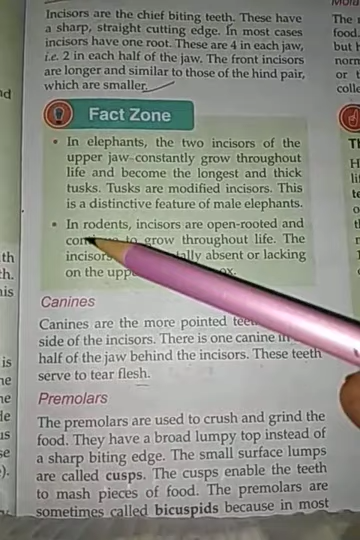 Incisors are the chief biting teeth. These have
a sharp, straight cutting edge. In most cases
incisors have one root. These are 4 in each jaw,
i.e. 2 in each half of the jaw. The front incisors
are longer and similar to those of the hind pair,
which are smaller.
Fact Zone
• In elephants, the two incisors of the
upper jaw constantly grow throughout
life and become the longest and thick
tusks. Tusks are modified incisors. This
is a distinctive feature of male elephants.
• In rodents, incisors are open-rooted and
to grow throughout life. The
incisors absent or lacking
on the
Canines
Canines are the more pointed
side of the incisors. There is one canine in
half of the jaw behind the incisors. These teeth
serve to tear flesh.
Premolars
The premolars are used to crush and grind the
food. They have a broad lumpy top instead of
a sharp biting edge. The small surface lumps
are called cusps. The cusps enable the teeth
to mash pieces of food. The premolars are
sometimes called bicuspids because in most